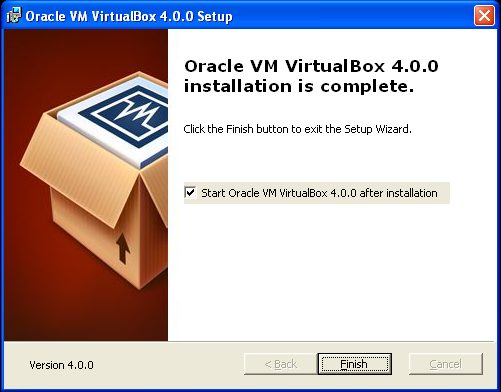 Oracle VM VirtualBox 4.0.0 Setup
Oracle VM VirtualBox 4.0.0
installation is complete.
Click the Finish button to exit the Setup Wizard.
Start Oracle VM VirtualBox 4.0.0 after installation
Version 4.0.0
< Back
Finish
Cancel